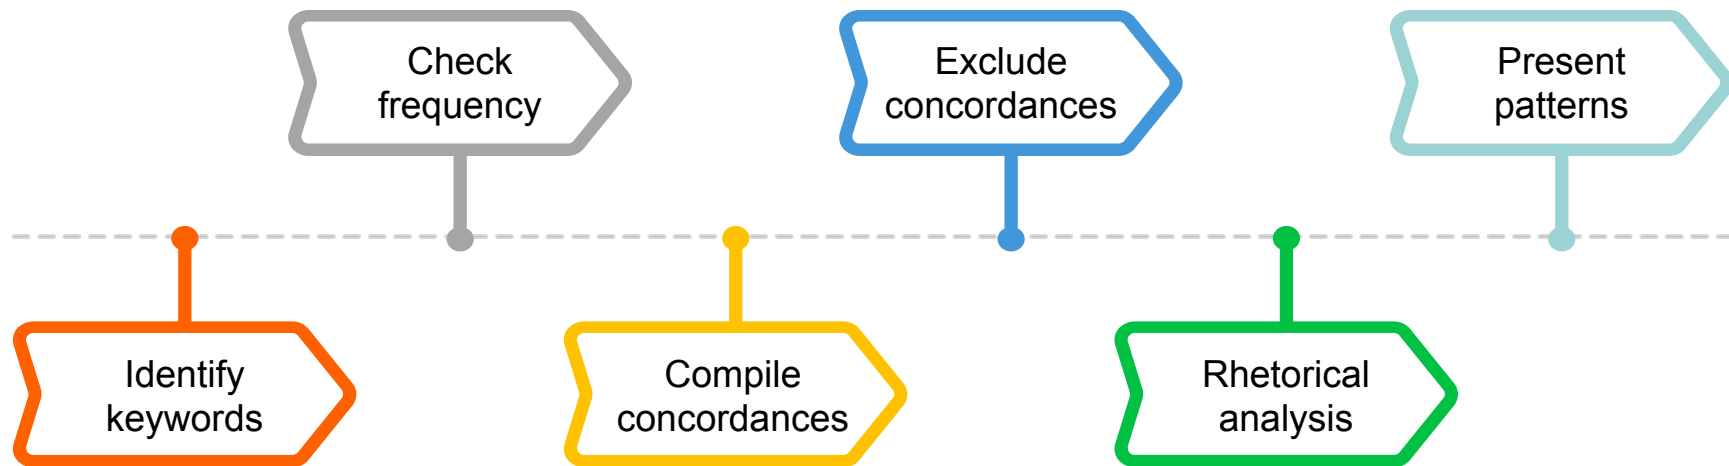 Identify
keywords
Check
frequency
Compile
concordances
Exclude
concordances
Rhetorical
analysis
Present
patterns